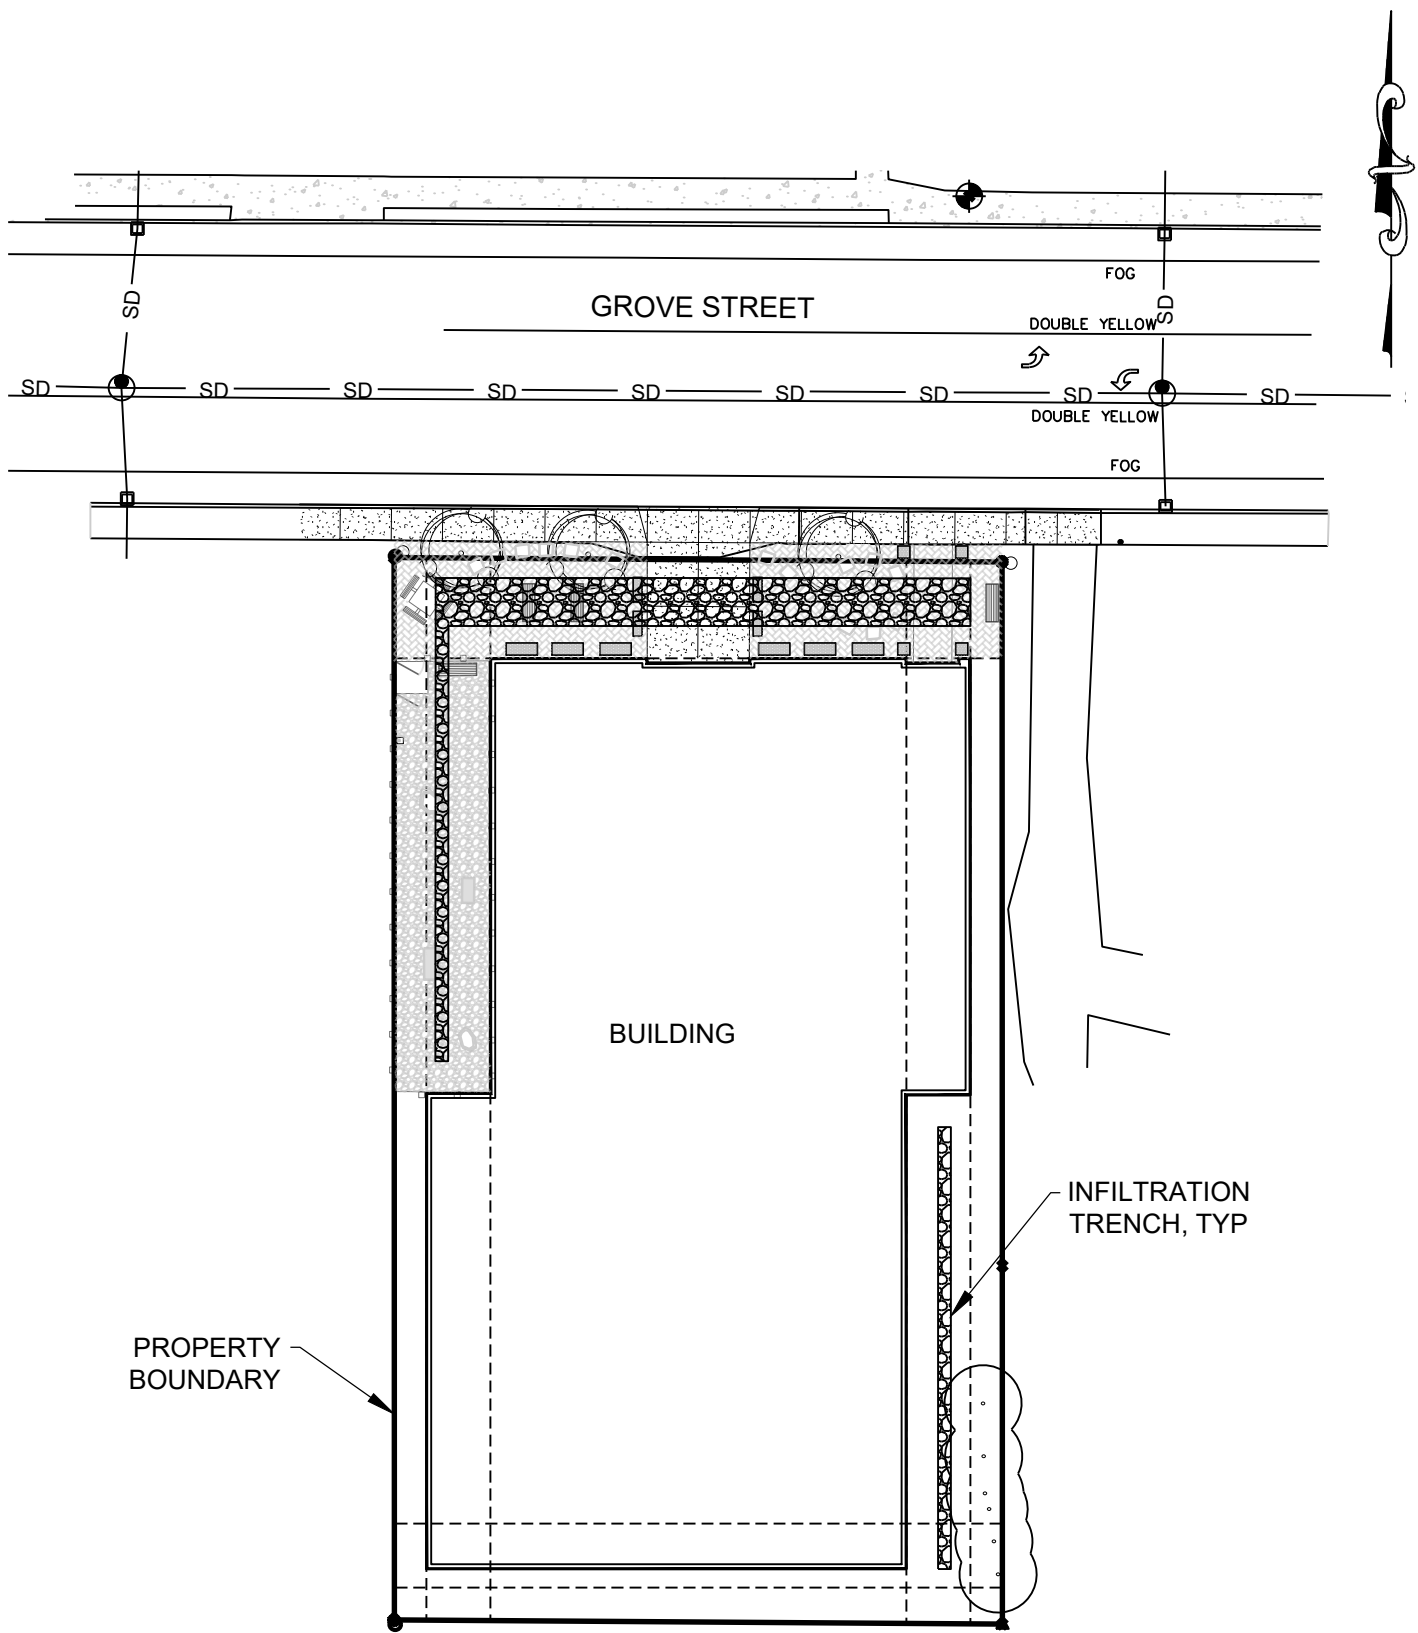 FOG
GROVE STREET
DOUBLE YELLOW
SD
SD
SD SD SD SD SD SD SD SD SD
DOUBLE YELLOW
FOG
BUILDING
INFILTRATION
TRENCH, TYP
PROPERTY
BOUNDARY